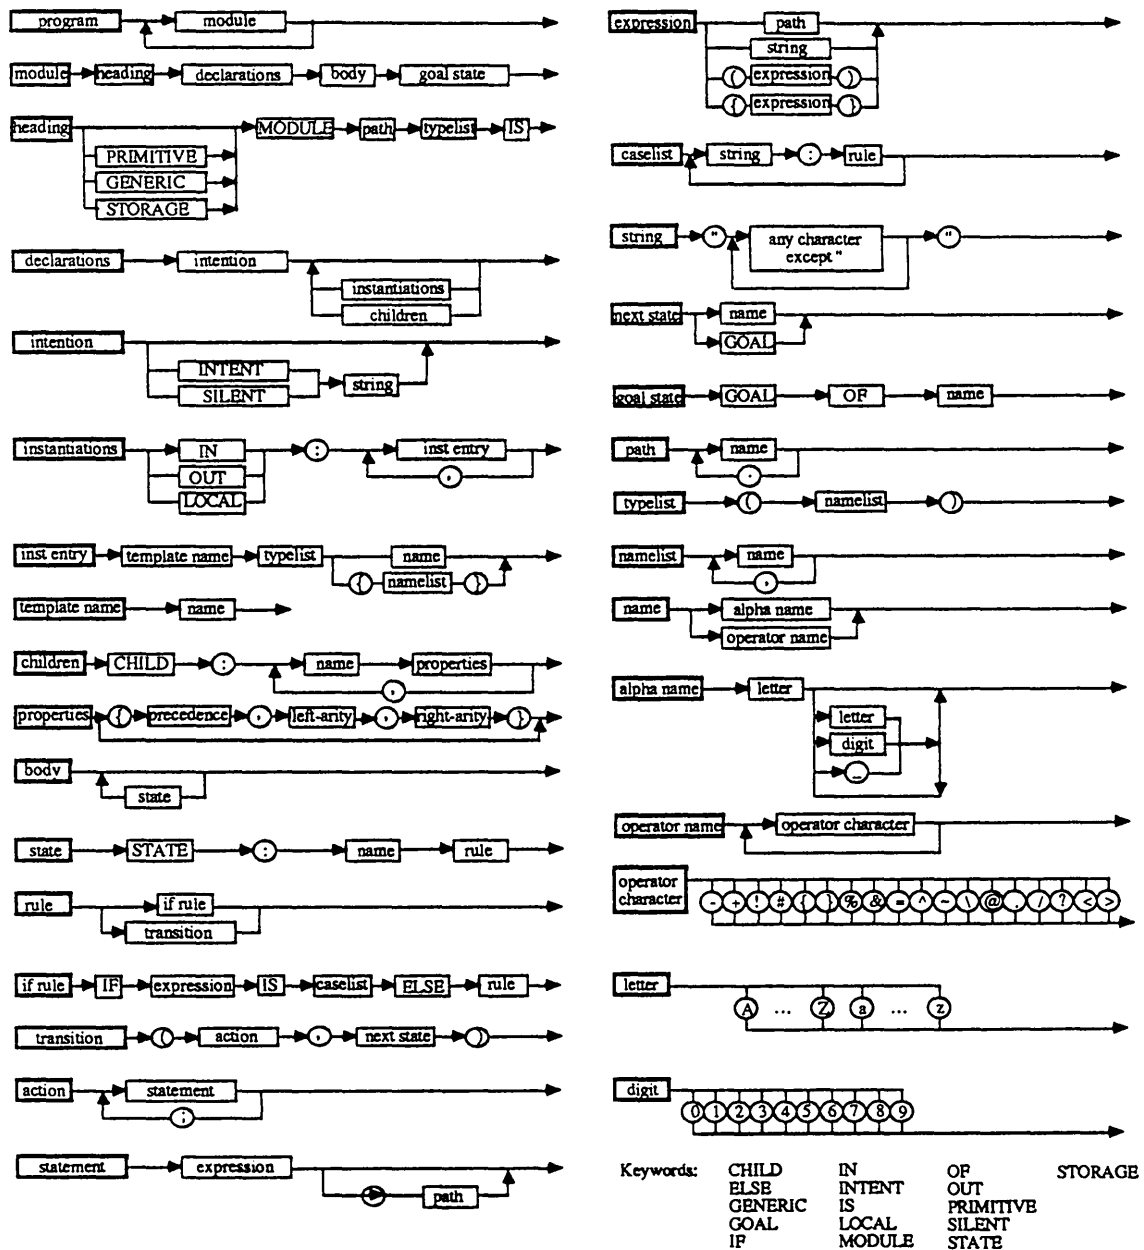 program module
module heading declarations body goal state
heading MODULE path typelist IS
PRIMITIVE
GENERIC
STORAGE
declarations intention
instantiations
children
intention
INTENT
SILENT
string
instantiations IN : inst entry
OUT ,
LOCAL
inst entry template name typelist name
{ namelist }
template name name
children CHILD : name properties
,
properties { precedence , left-arity , right-arity }
body
state
state STATE : name rule
rule if rule
transition
if rule IF expression IS caselist ELSE rule
transition ( action , next state )
action statement
;
statement expression
path
expression path
string
( expression )
{ expression }
caselist string : rule
string " any character "
except "
next state name
GOAL
goal state GOAL OF name
path name
.
typelist ( namelist )
namelist name
,
name alpha name
operator name
alpha name letter
letter
digit
_
operator name operator character
operator
character
- + ! # { } % & = ^ ~ \ @ . / ? < >
letter
A ... Z a ... z
digit
0 1 2 3 4 5 6 7 8 9
Keywords: CHILD IN OF STORAGE
ELSE INTENT OUT
GENERIC IS PRIMITIVE
GOAL LOCAL SILENT
IF MODULE STATE